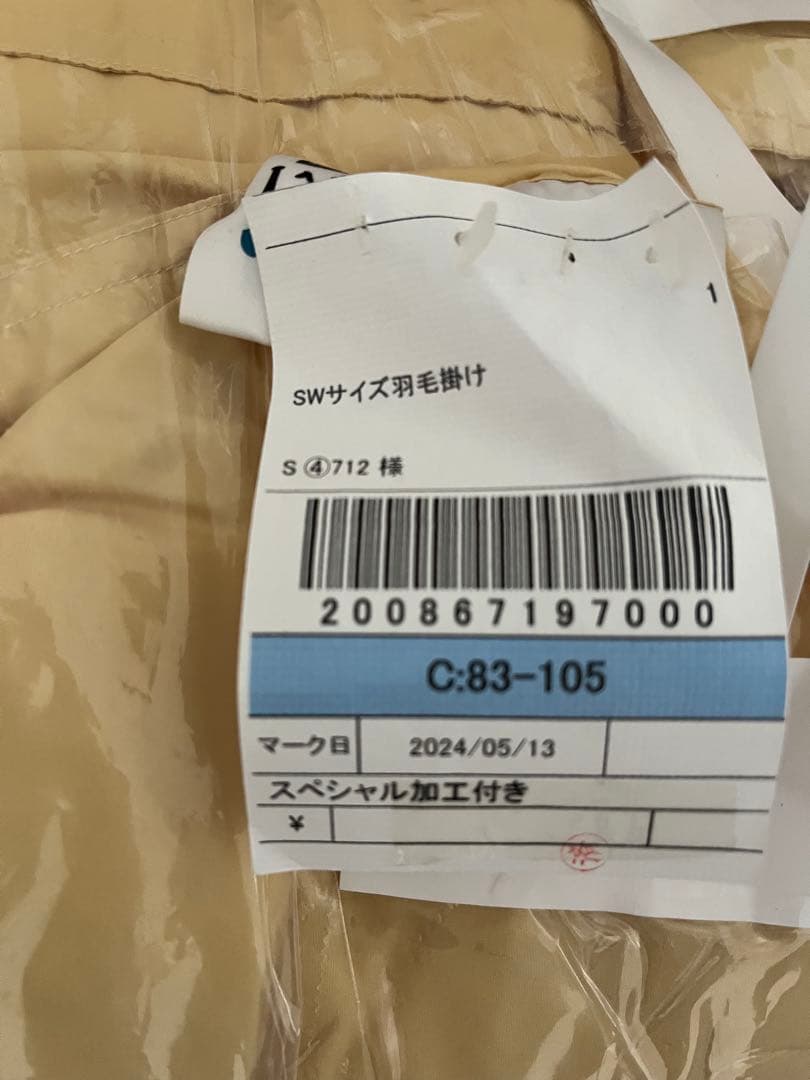 1
SWサイズ羽毛掛け
S ④712 様
200867197000
C:83-105
マーク日 2024/05/13
スペシャル加工付き
¥